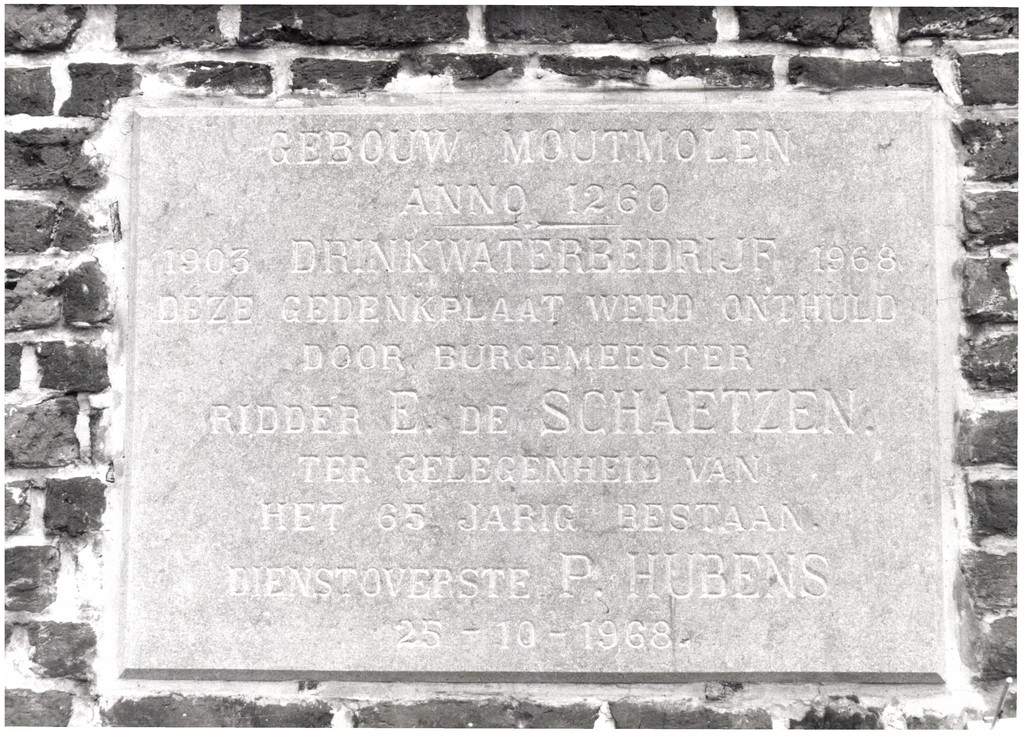 GEBOUW MOUTMOLEN
ANNO 1260
1903 DRINKWATERBEDRIJF 1968
DEZE GEDENKPLAAT WERD ONTHULD
DOOR BURGEMEESTER
RIDDER E. DE SCHAETZEN.
TER GELEGENHEID VAN
HET 65 JARIG BESTAAN.
DIENSTOVERSTE P. HUBENS
25-10-1968.